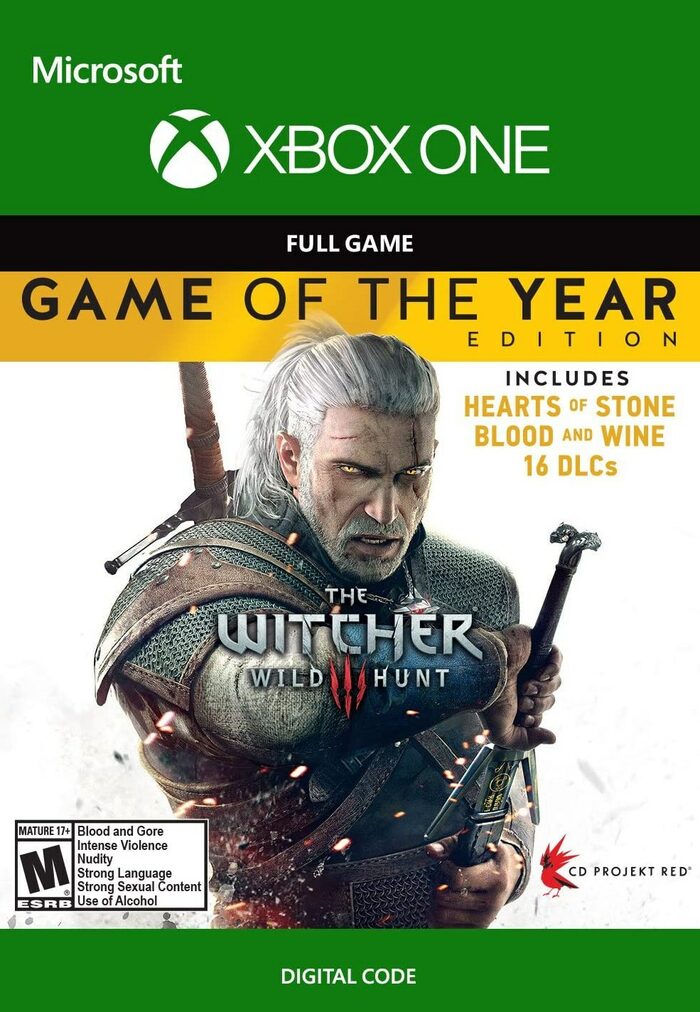 Microsoft
XBOX ONE
FULL GAME
GAME OF THE YEAR
EDITION
INCLUDES
HEARTS OF STONE
BLOOD AND WINE
16 DLCs
THE
WITCHER
WILD HUNT
MATURE 17+
M
ESRB
Blood and Gore
Intense Violence
Nudity
Strong Language
Strong Sexual Content
Use of Alcohol
CD PROJEKT RED®
DIGITAL CODE